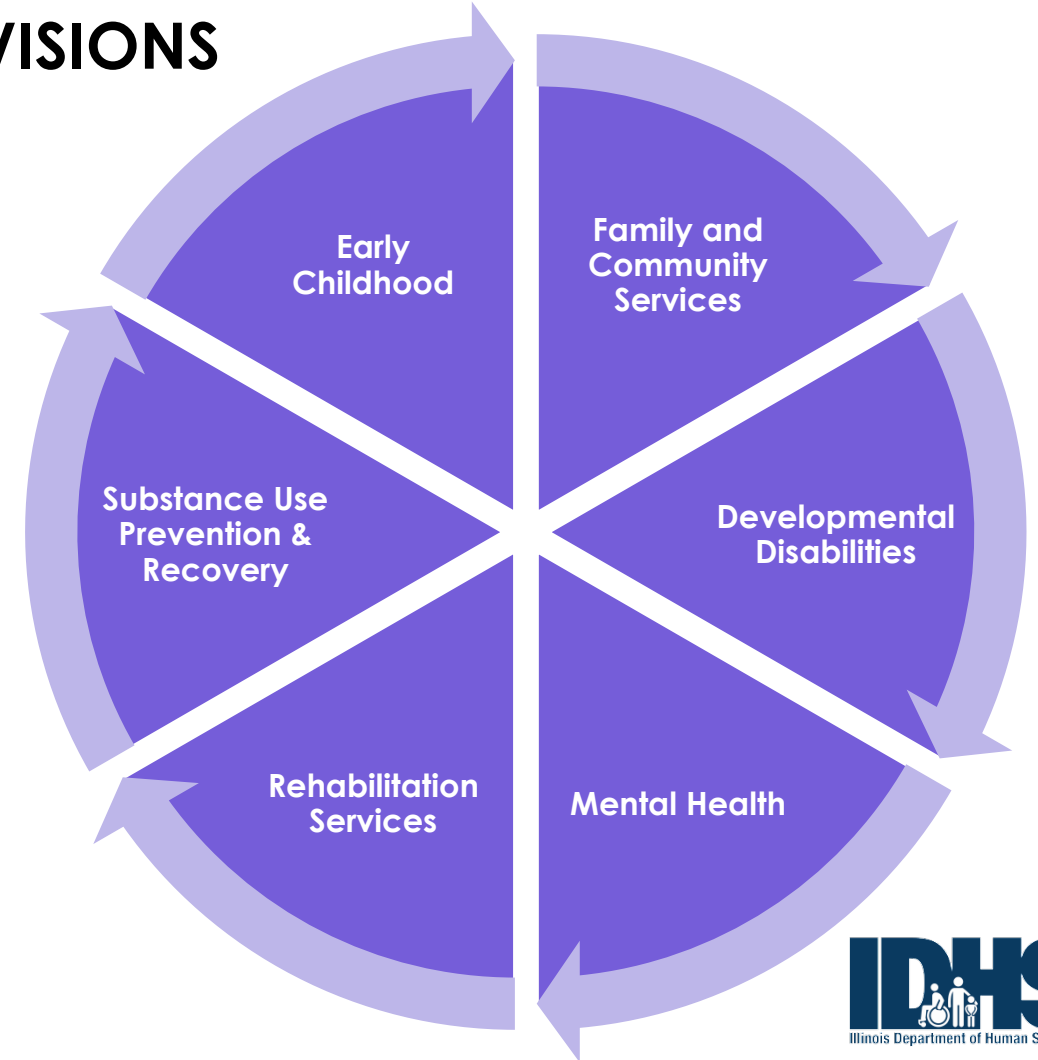 VISIONS
Family and
Community
Services
Developmental
Disabilities
Mental Health
Rehabilitation
Services
Substance Use
Prevention &
Recovery
Early
Childhood
IDHS
Illinois Department of Human S